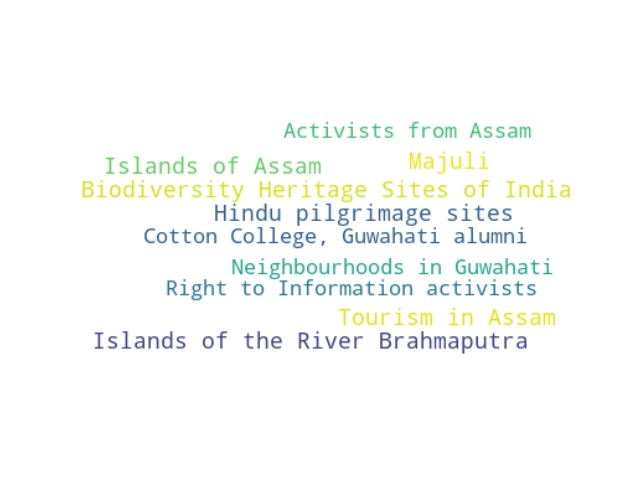 Activists from Assam
Majuli
Islands of Assam
Biodiversity Heritage Sites of India
Hindu pilgrimage sites
Cotton College, Guwahati alumni
Neighbourhoods in Guwahati
Right to Information activists
Tourism in Assam
Islands of the River Brahmaputra